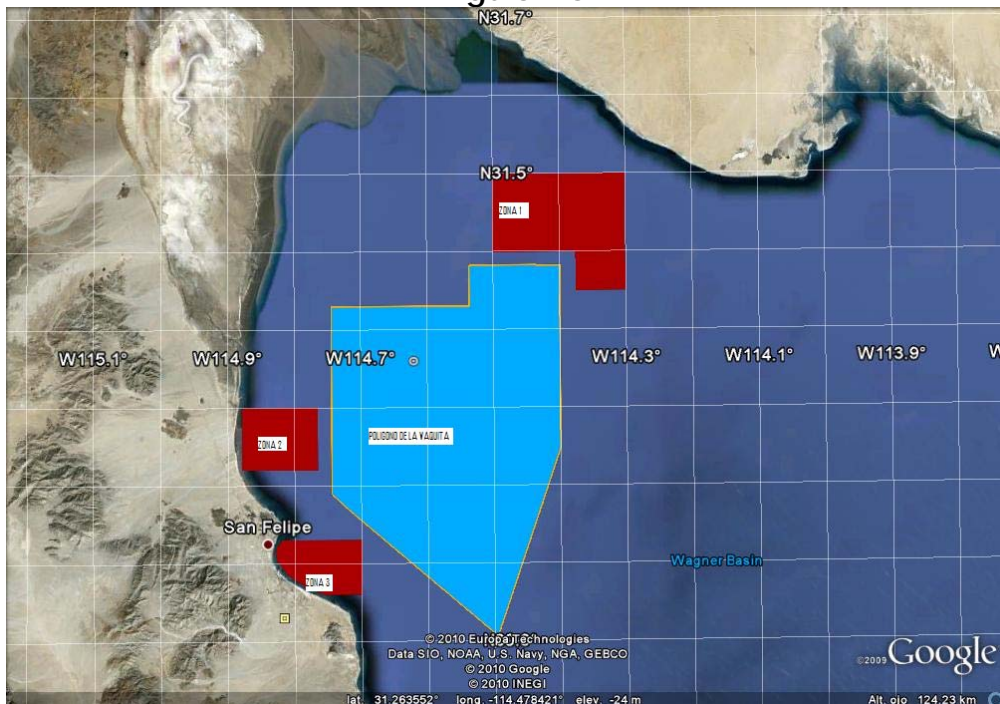 N31.7°
N31.5°
ZONA 1
W115.1°
W114.9°
W114.7°
W114.3°
W114.1°
W113.9°
ZONA 2
POLIGONO DE LA VAQUITA
San Felipe
ZONA 3
Wagner Basin
© 2010 Europa Technologies
Data SIO, NOAA, U.S. Navy, NGA, GEBCO
© 2010 Google
© 2010 INEGI
©2009 Google
lat. 31.263552° long. -114.478421° elev. -24 m
Alt. ojo 124.23 km